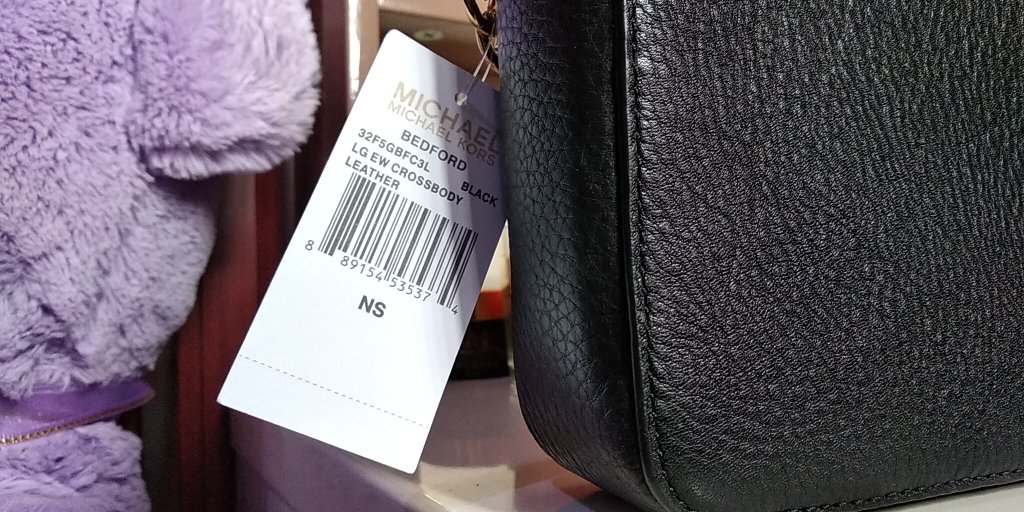 MICHAEL
MICHAEL KORS
BEDFORD
32F5GBFC3L BLACK
LG EW CROSSBODY
LEATHER
8 89154 53537 4
NS